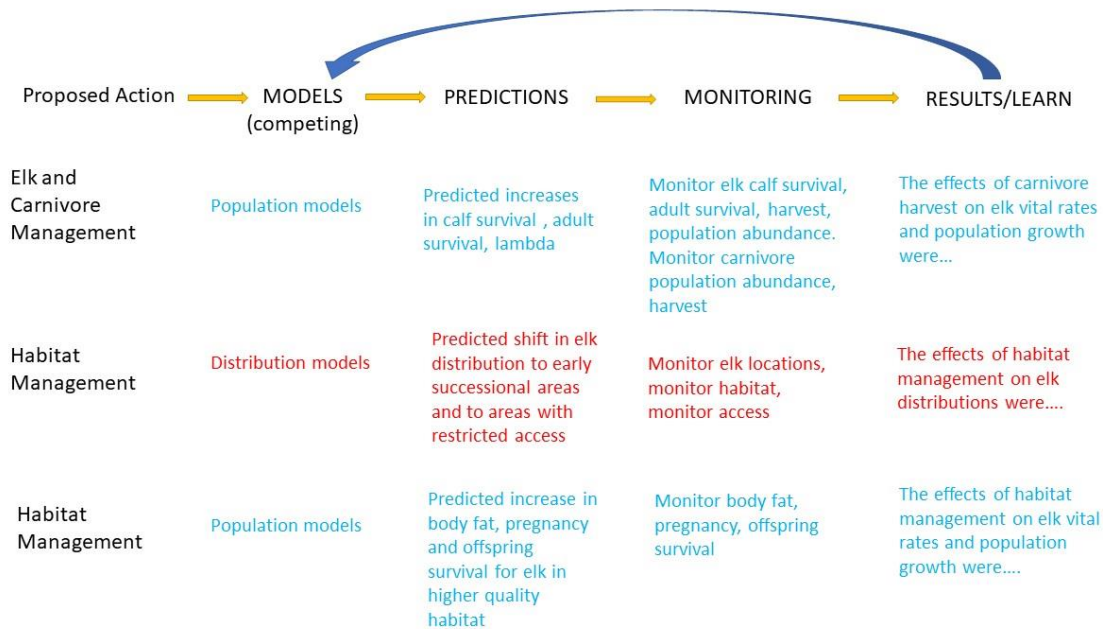 Proposed Action
MODELS
(competing)
PREDICTIONS
MONITORING
RESULTS/LEARN
Elk and
Carnivore
Management
Population models
Predicted increases
in calf survival , adult
survival, lambda
Monitor elk calf survival,
adult survival, harvest,
population abundance.
Monitor carnivore
population abundance,
harvest
The effects of carnivore
harvest on elk vital rates
and population growth
were...
Habitat
Management
Distribution models
Predicted shift in elk
distribution to early
successional areas
and to areas with
restricted access
Monitor elk locations,
monitor habitat,
monitor access
The effects of habitat
management on elk
distributions were....
Habitat
Management
Population models
Predicted increase in
body fat, pregnancy
and offspring
survival for elk in
higher quality
habitat
Monitor body fat,
pregnancy, offspring
survival
The effects of habitat
management on elk vital
rates and population
growth were....